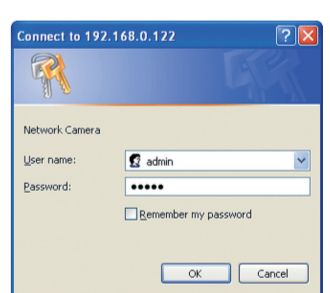 Connect to 192.168.0.122
Network Camera
User name:
admin
Password:
•••••
Remember my password
OK
Cancel